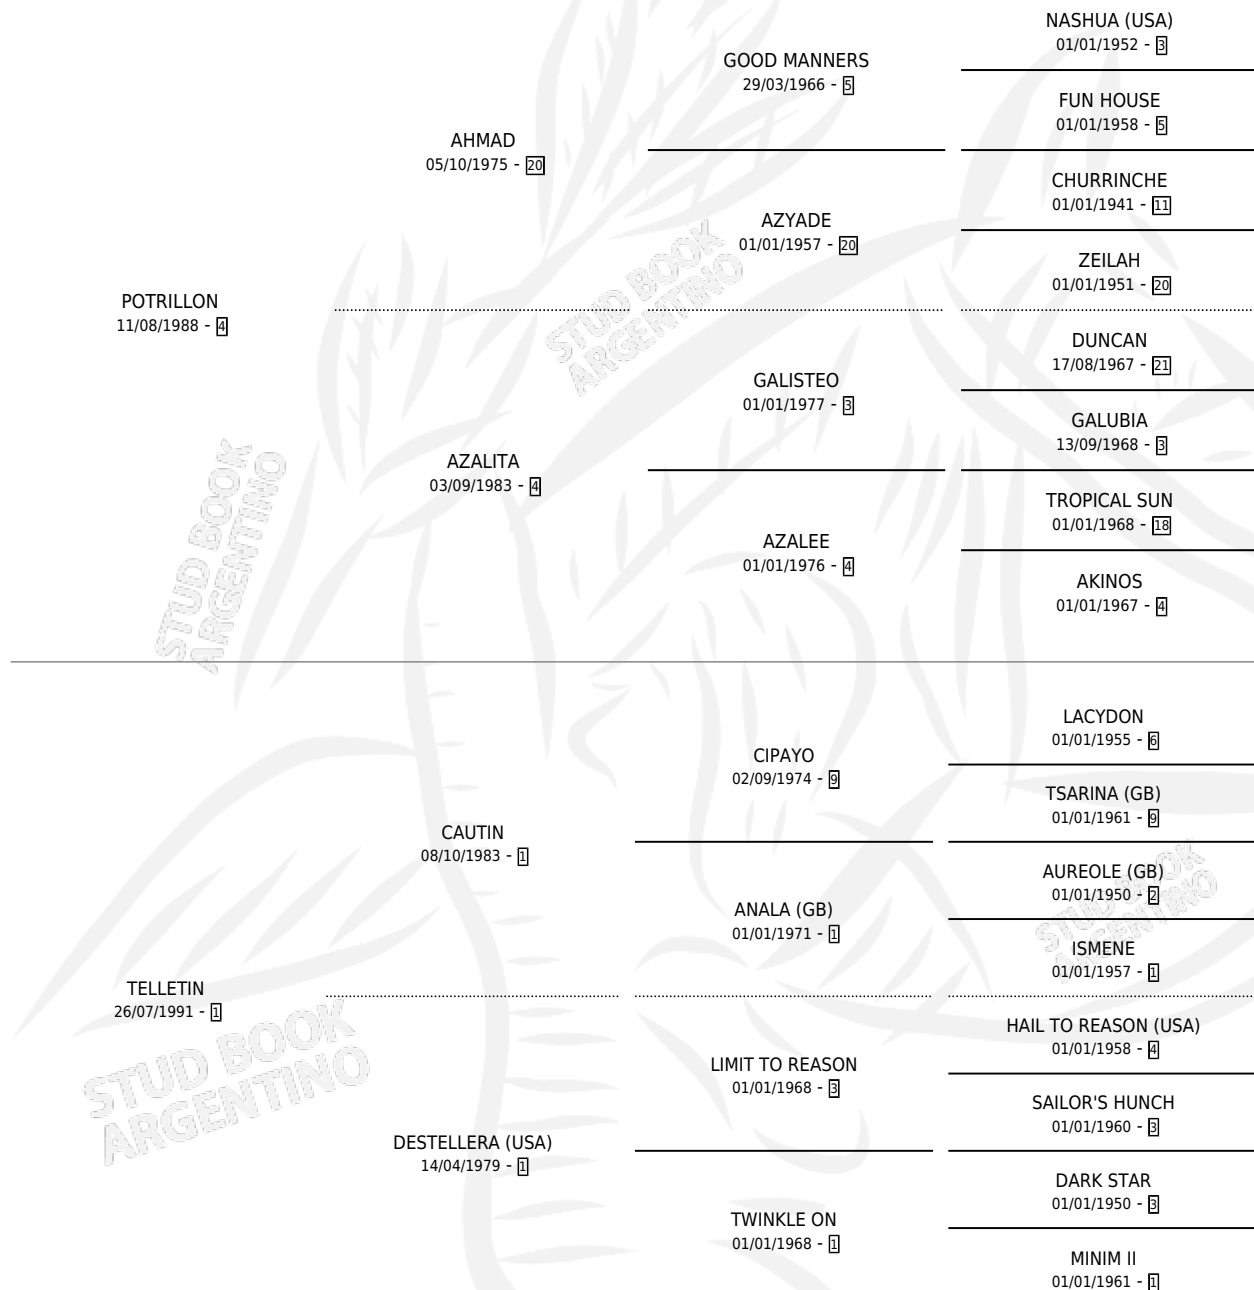 NASHUA (USA)
01/01/1952 - 3
GOOD MANNERS
29/03/1966 - 5
FUN HOUSE
01/01/1958 - 5
AHMAD
05/10/1975 - 20
CHURRINCHE
01/01/1941 - 11
AZYADE
01/01/1957 - 20
ZEILAH
01/01/1951 - 20
POTRILLON
11/08/1988 - 4
STUD BOOK
ARGENTINO
DUNCAN
17/08/1967 - 21
GALISTEO
01/01/1977 - 3
GALUBIA
13/09/1968 - 3
AZALITA
03/09/1983 - 4
TROPICAL SUN
01/01/1968 - 18
AZALEE
01/01/1976 - 4
AKINOS
01/01/1967 - 4
STUD BOOK
ARGENTINO
LACYDON
01/01/1955 - 6
CIPAYO
02/09/1974 - 9
TSARINA (GB)
01/01/1961 - 9
CAUTIN
08/10/1983 - 1
AUREOLE (GB)
01/01/1950 - 2
ANALA (GB)
01/01/1971 - 1
STUD BOOK
ARGENTINO
ISMENE
01/01/1957 - 1
TELLETIN
26/07/1991 - 1
STUD BOOK
ARGENTINO
HAIL TO REASON (USA)
01/01/1958 - 4
LIMIT TO REASON
01/01/1968 - 3
SAILOR'S HUNCH
01/01/1960 - 3
DESTELLERA (USA)
14/04/1979 - 1
DARK STAR
01/01/1950 - 3
TWINKLE ON
01/01/1968 - 1
MINIM II
01/01/1961 - 1